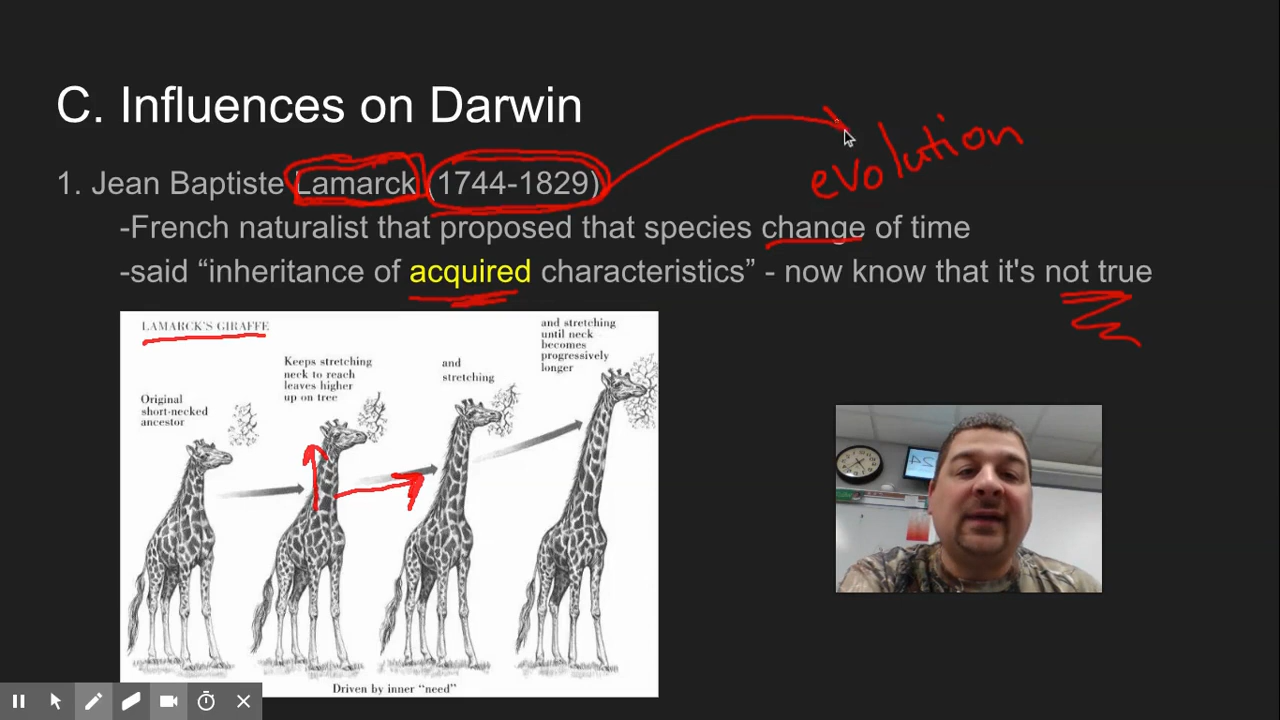 C. Influences on Darwin
evolution
1. Jean Baptiste Lamarck (1744-1829)
-French naturalist that proposed that species change of time
-said “inheritance of acquired characteristics” - now know that it's not true
LAMARCK'S GIRAFFE
Original
short-necked
ancestor
Keeps stretching
neck to reach
leaves higher
up on tree
and
stretching
and stretching
until neck
becomes
progressively
longer
Driven by inner “need”
24